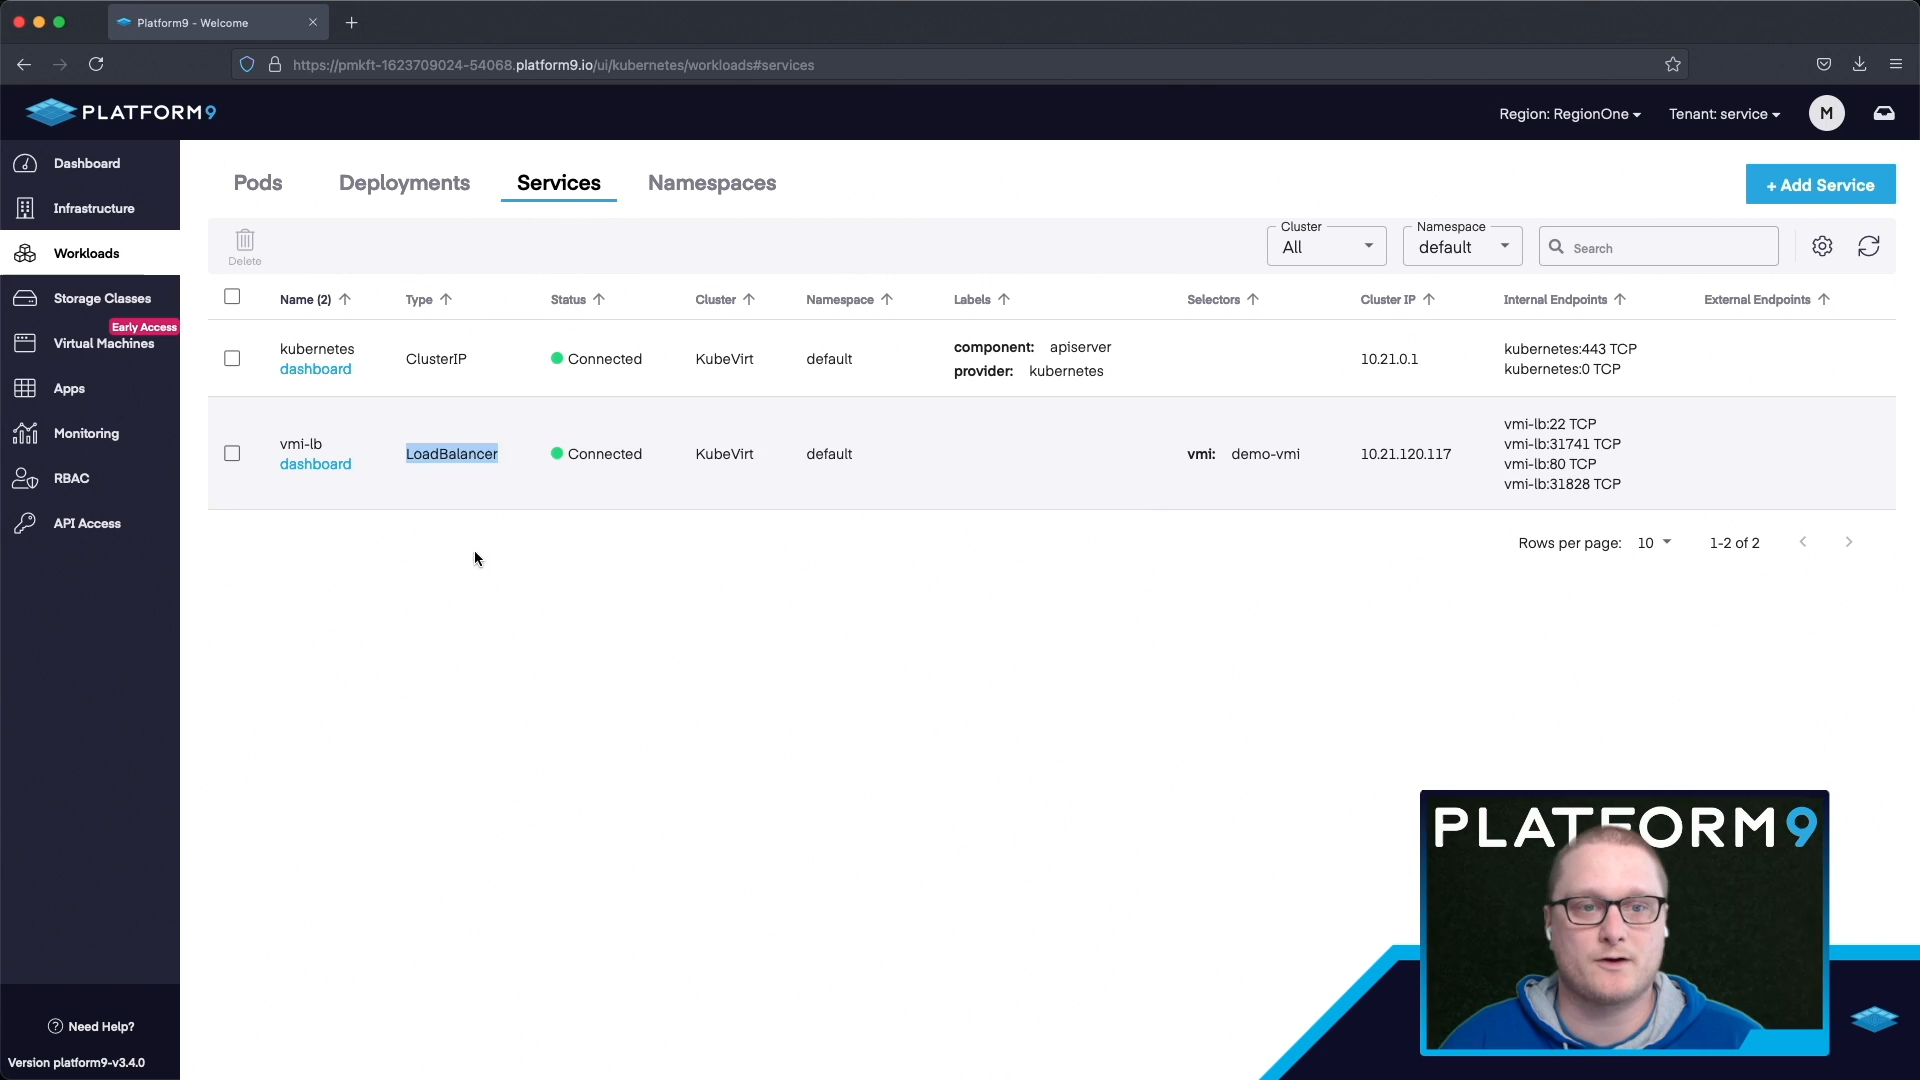 Platform9 - Welcome
https://pmkft-1623709024-54068.platform9.io/ui/kubernetes/workloads#services
PLATFORM9
Region: RegionOne
Tenant: service
M
Dashboard
Infrastructure
Workloads
Storage Classes
Early Access
Virtual Machines
Apps
Monitoring
RBAC
API Access
Need Help?
Version platform9-v3.4.0
Pods Deployments Services Namespaces
+ Add Service
Delete
Cluster
All
Namespace
default
Search
Name (2) Type Status Cluster Namespace Labels Selectors Cluster IP Internal Endpoints External Endpoints
kubernetes
dashboard
ClusterIP
Connected
KubeVirt
default
component: apiserver
provider: kubernetes
10.21.0.1
kubernetes:443 TCP
kubernetes:0 TCP
vmi-lb
dashboard
LoadBalancer
Connected
KubeVirt
default
vmi: demo-vmi
10.21.120.117
vmi-lb:22 TCP
vmi-lb:31741 TCP
vmi-lb:80 TCP
vmi-lb:31828 TCP
Rows per page: 10 1-2 of 2
PLATFORM9